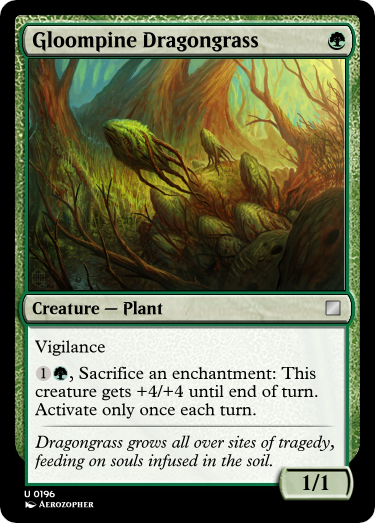 Gloompine Dragongrass
Creature — Plant
Vigilance
1, Sacrifice an enchantment: This
creature gets +4/+4 until end of turn.
Activate only once each turn.
Dragongrass grows all over sites of tragedy,
feeding on souls infused in the soil.
1/1
U 0196
Aerozopher